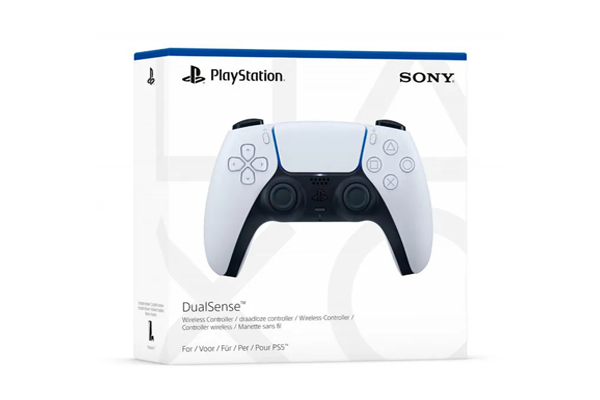 PlayStation.
SONY
DualSense™
Wireless Controller / draadloze controller / Wireless-Controller /
Controller wireless / Manette sans fil
For / Voor / Für / Per / Pour PS5™